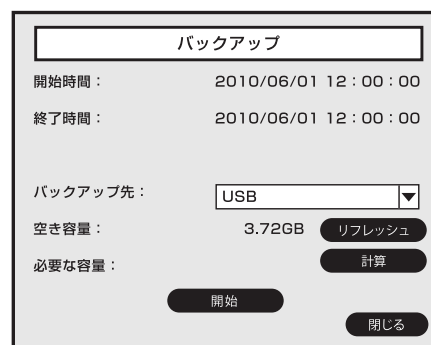 バックアップ
開始時間： 2010/06/01 12：00：00
終了時間： 2010/06/01 12：00：00
バックアップ先： USB
空き容量： 3.72GB リフレッシュ
必要な容量： 計算
開始
閉じる